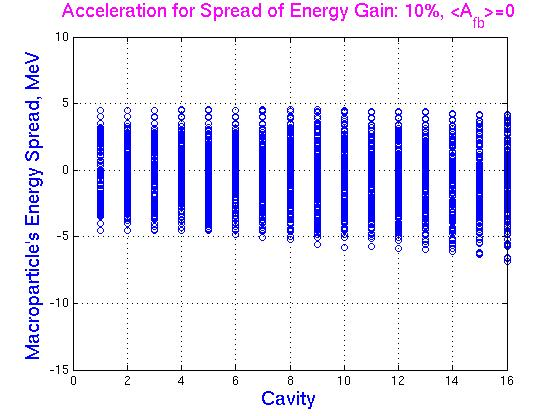 Acceleration for Spread of Energy Gain: 10%, <A_fb>=0
Macroparticle's Energy Spread, MeV
10
5
0
-5
-10
-15
0 2 4 6 8 10 12 14 16
Cavity